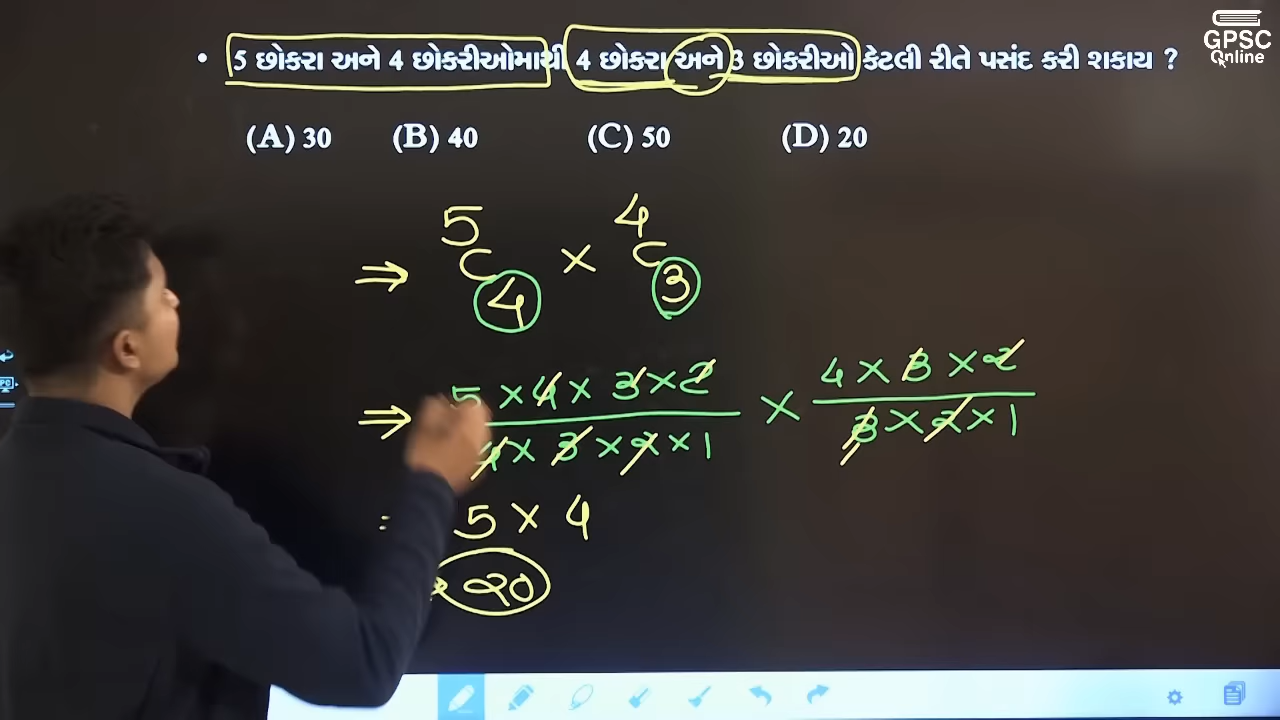 GPSC
Online
• 5 છોકરા અને 4 છોકરીઓમાથી 4 છોકરા અને 3 છોકરીઓ કેટલી રીતે પસંદ કરી શકાય ?
(A) 30 (B) 40 (C) 50 (D) 20
⇒ 5C4 × 4C3
⇒ 5 × 4 × 3 × 2 / 4 × 3 × 2 × 1 × 4 × 3 × 2 / 3 × 2 × 1
= 5 × 4
૨૦